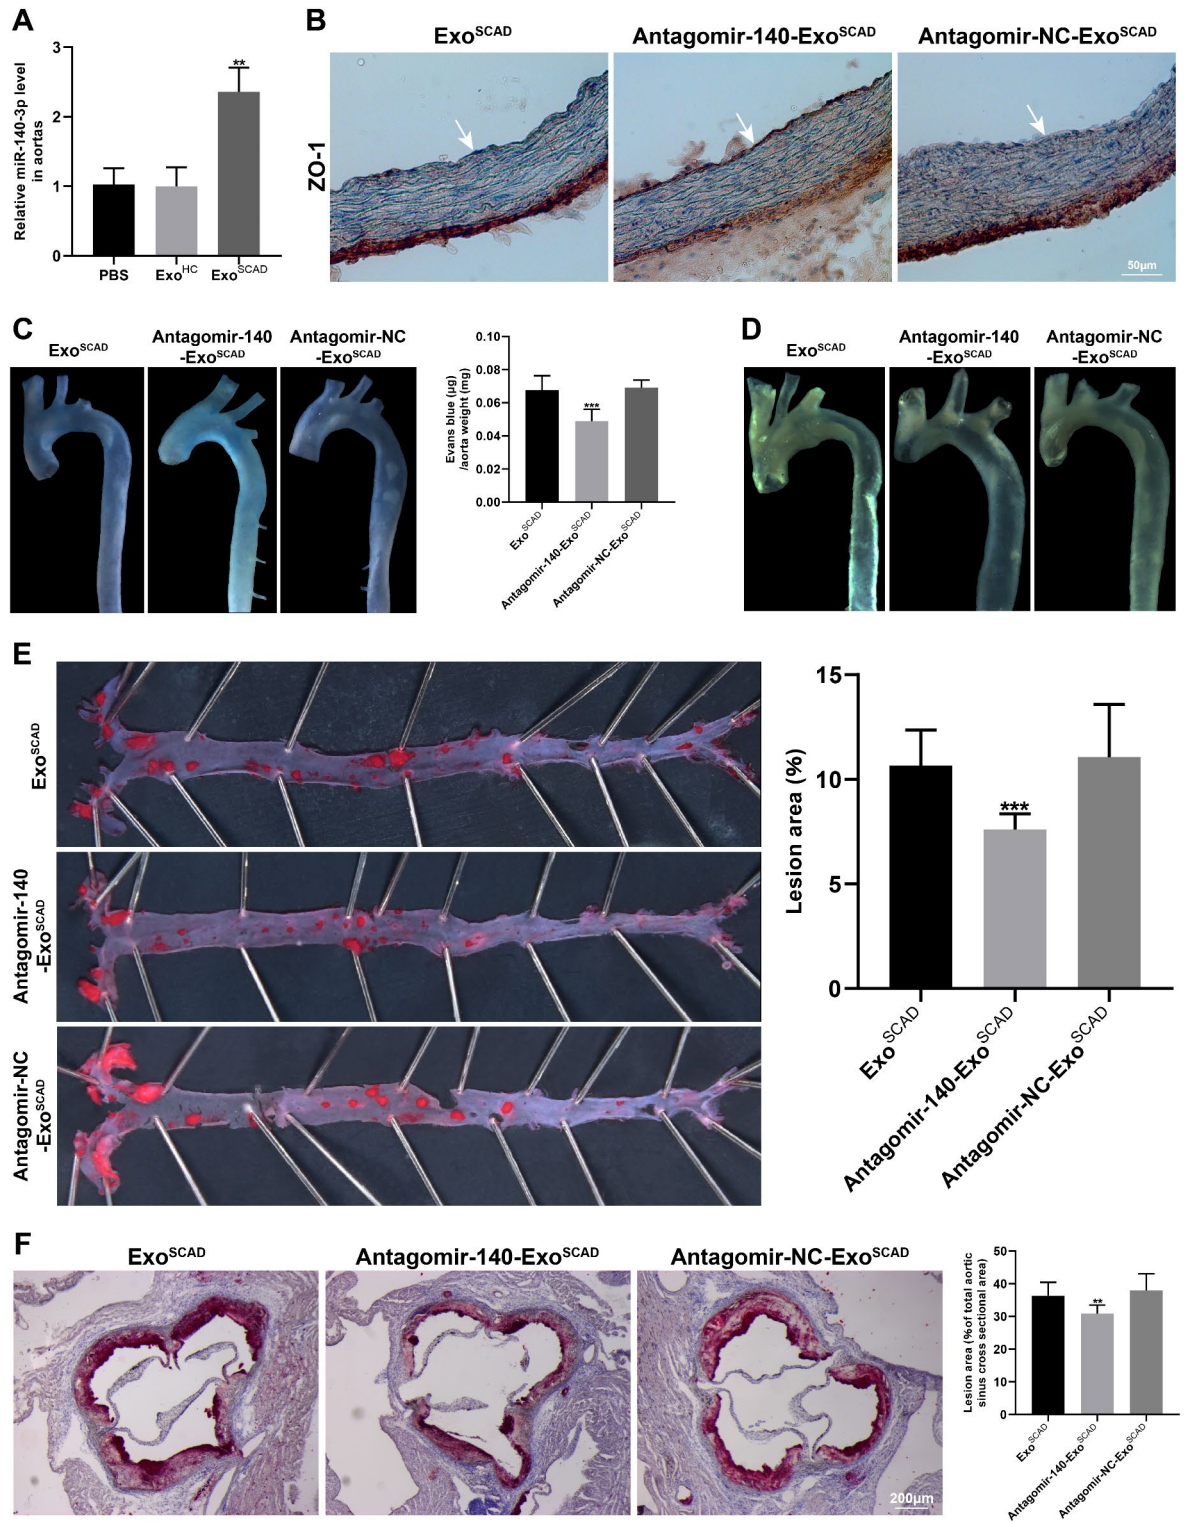 A
Relative miR-140-3p level
in aortas
3
2
1
0
**
PBS
ExoHC
ExoSCAD
B
ExoSCAD
Antagomir-140-ExoSCAD
Antagomir-NC-ExoSCAD
ZO-1
50μm
C
ExoSCAD
Antagomir-140
-ExoSCAD
Antagomir-NC
-ExoSCAD
Evans blue (μg)
/aorta weight (mg)
0.10
0.08
0.06
0.04
0.02
0.00
***
ExoSCAD
Antagomir-140-ExoSCAD
Antagomir-NC-ExoSCAD
D
ExoSCAD
Antagomir-140
-ExoSCAD
Antagomir-NC
-ExoSCAD
E
ExoSCAD
Antagomir-140
-ExoSCAD
Antagomir-NC
-ExoSCAD
Lesion area (%)
15
10
5
0
***
ExoSCAD
Antagomir-140-ExoSCAD
Antagomir-NC-ExoSCAD
F
ExoSCAD
Antagomir-140-ExoSCAD
Antagomir-NC-ExoSCAD
200μm
Lesion area (%of total aortic
sinus cross sectional area)
50
40
30
20
10
0
**
ExoSCAD
Antagomir-140-ExoSCAD
Antagomir-NC-ExoSCAD